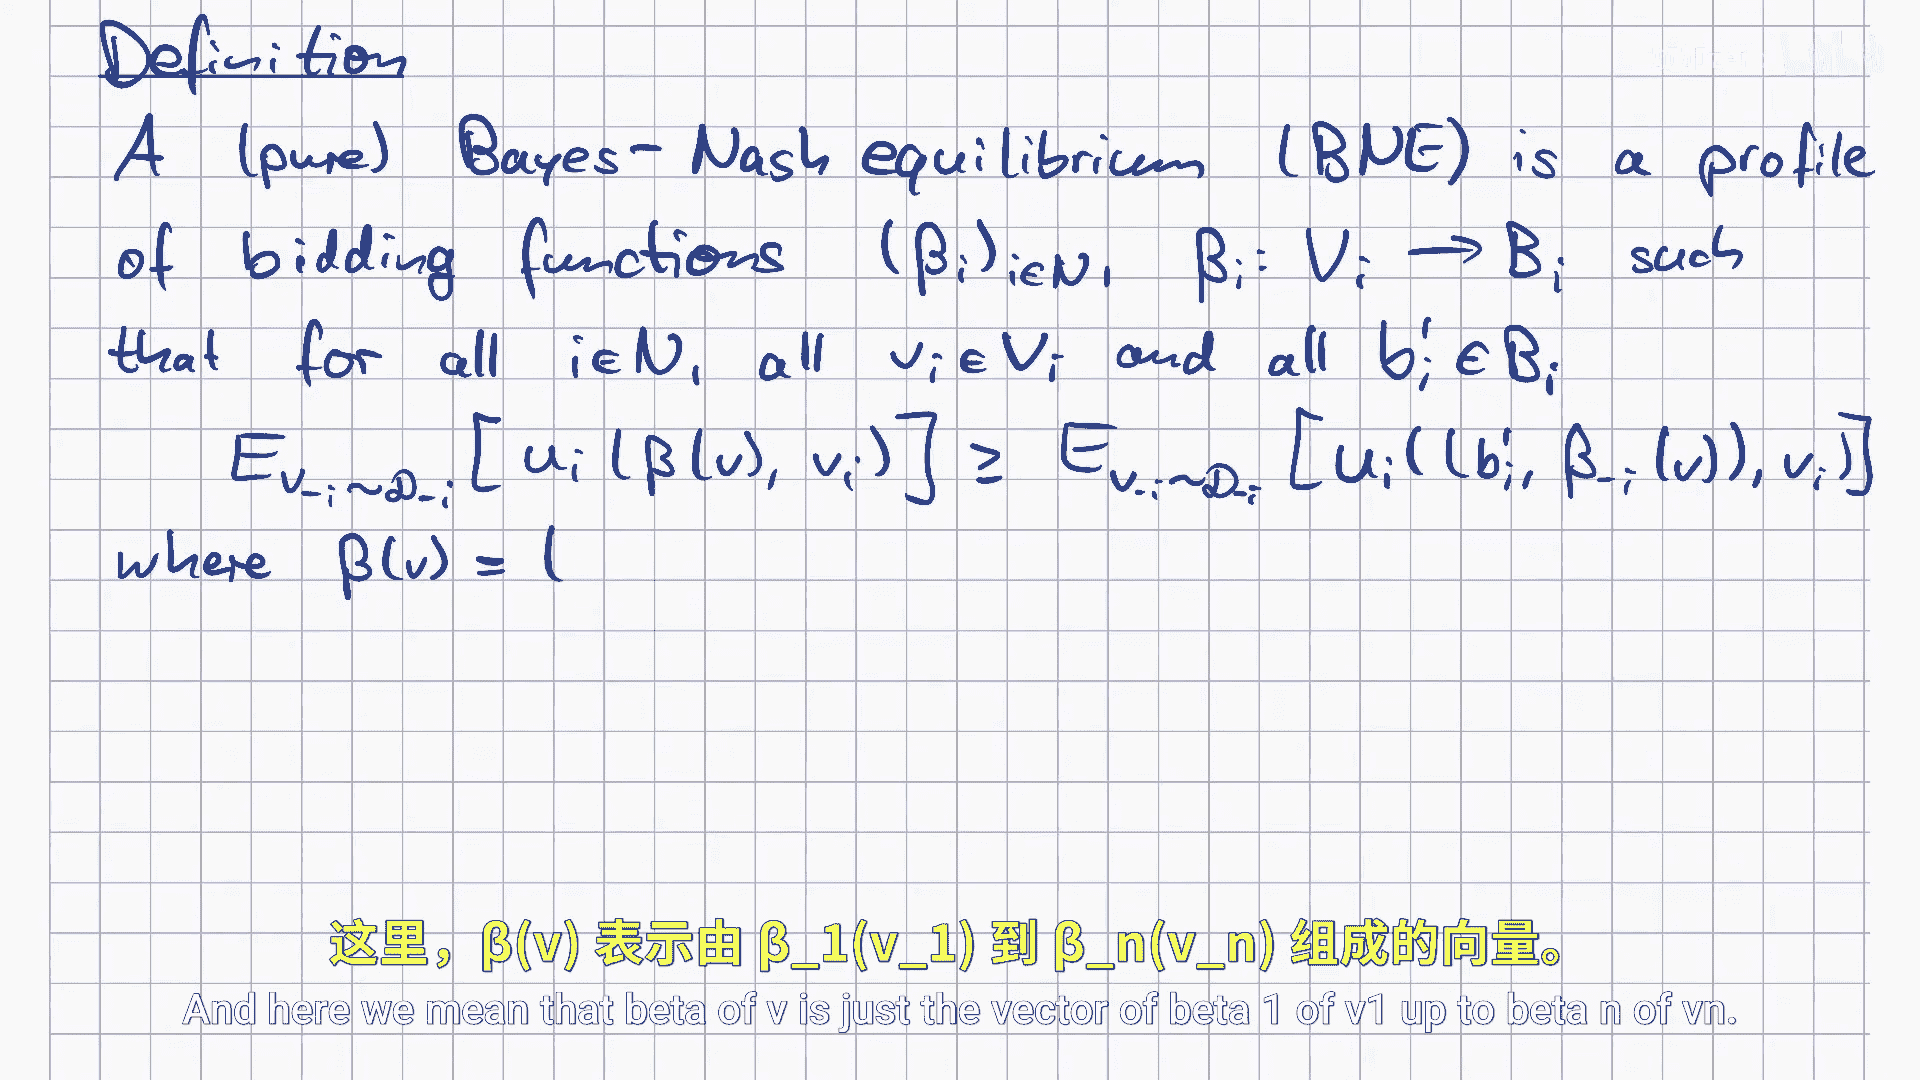 Definition
A (pure) Bayes-Nash equilibrium (BNE) is a profile
of bidding functions (βᵢ)ᵢ∈N, βᵢ: Vᵢ → Bᵢ such
that for all i∈N, all vᵢ∈Vᵢ and all bᵢ' ∈ Bᵢ
E_{v₋ᵢ∼𝒟₋ᵢ} [uᵢ(β(v), vᵢ)] ≥ E_{v₋ᵢ∼𝒟₋ᵢ} [uᵢ((bᵢ', β₋ᵢ(v)), vᵢ)]
where β(v) = (
这里，β(v) 表示由 β_1(v_1) 到 β_n(v_n) 组成的向量。
And here we mean that beta of v is just the vector of beta 1 of v1 up to beta n of vn.